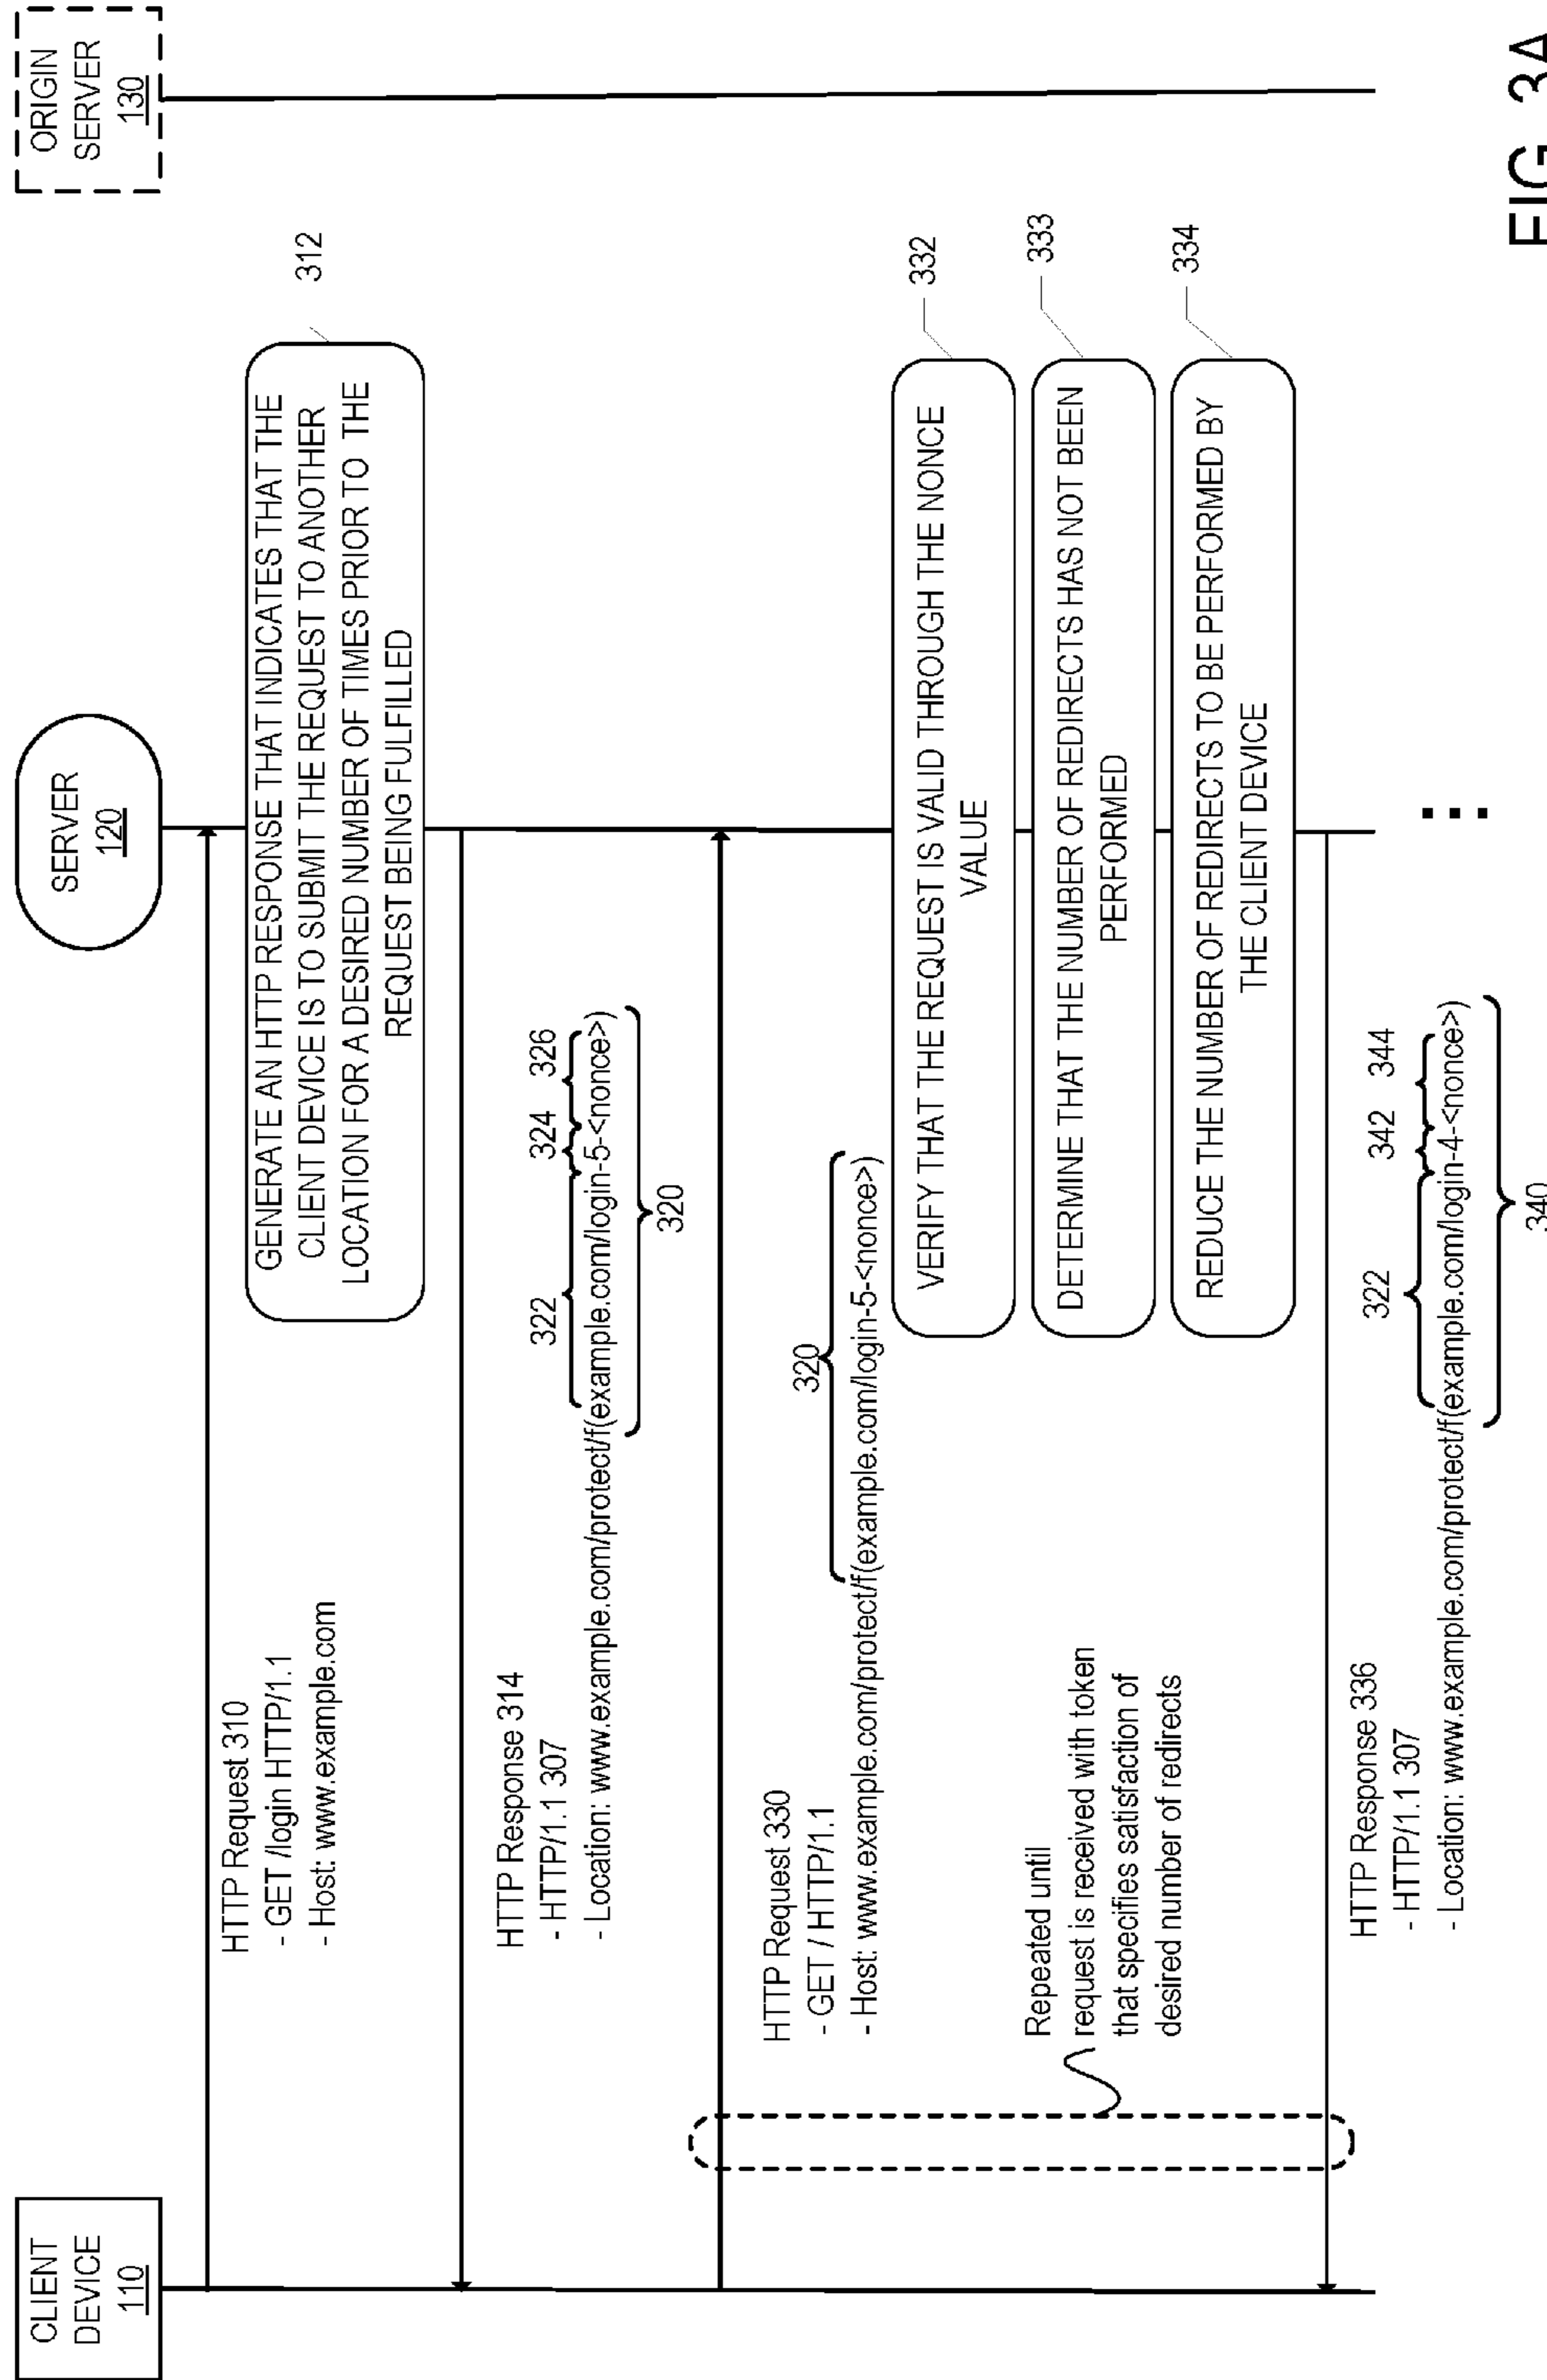 CLIENT
DEVICE
110
SERVER
120
ORIGIN
SERVER
130
HTTP Request 310
- GET /login HTTP/1.1
- Host: www.example.com
GENERATE AN HTTP RESPONSE THAT INDICATES THAT THE
CLIENT DEVICE IS TO SUBMIT THE REQUEST TO ANOTHER
LOCATION FOR A DESIRED NUMBER OF TIMES PRIOR TO THE
REQUEST BEING FULFILLED
312
HTTP Response 314
- HTTP/1.1 307
322 324 326
- Location: www.example.com/protect/f(example.com/login-5-<nonce>)
320
HTTP Request 330
- GET / HTTP/1.1
320
- Host: www.example.com/protect/f(example.com/login-5-<nonce>)
VERIFY THAT THE REQUEST IS VALID THROUGH THE NONCE
VALUE
332
Repeated until
request is received with token
that specifies satisfaction of
desired number of redirects
DETERMINE THAT THE NUMBER OF REDIRECTS HAS NOT BEEN
PERFORMED
333
REDUCE THE NUMBER OF REDIRECTS TO BE PERFORMED BY
THE CLIENT DEVICE
334
HTTP Response 336
- HTTP/1.1 307
322 342 344
- Location: www.example.com/protect/f(example.com/login-4-<nonce>)
340
FIG. 3A